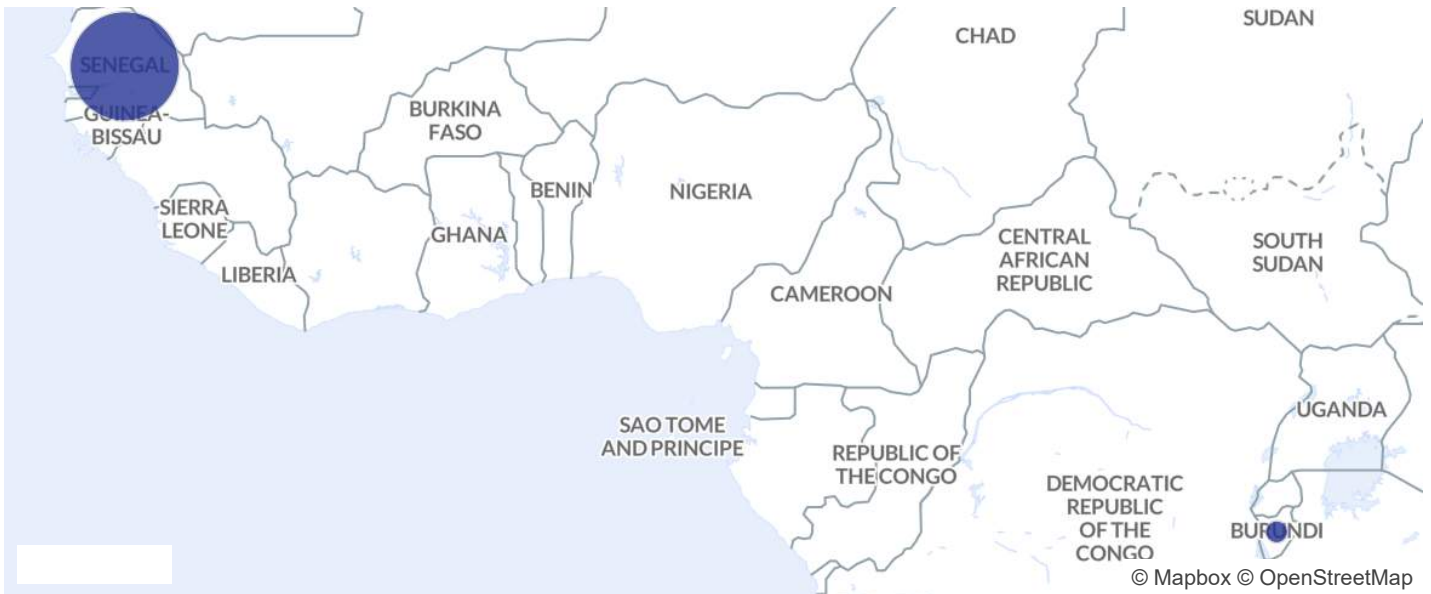 SUDAN
CHAD
SENEGAL
GUINEA-
BISSAU
BURKINA
FASO
BENIN
NIGERIA
SIERRA
LEONE
GHANA
LIBERIA
CENTRAL
AFRICAN
REPUBLIC
SOUTH
SUDAN
CAMEROON
UGANDA
SAO TOME
AND PRINCIPE
REPUBLIC OF
THE CONGO
DEMOCRATIC
REPUBLIC
OF THE
CONGO
BURUNDI
© Mapbox © OpenStreetMap